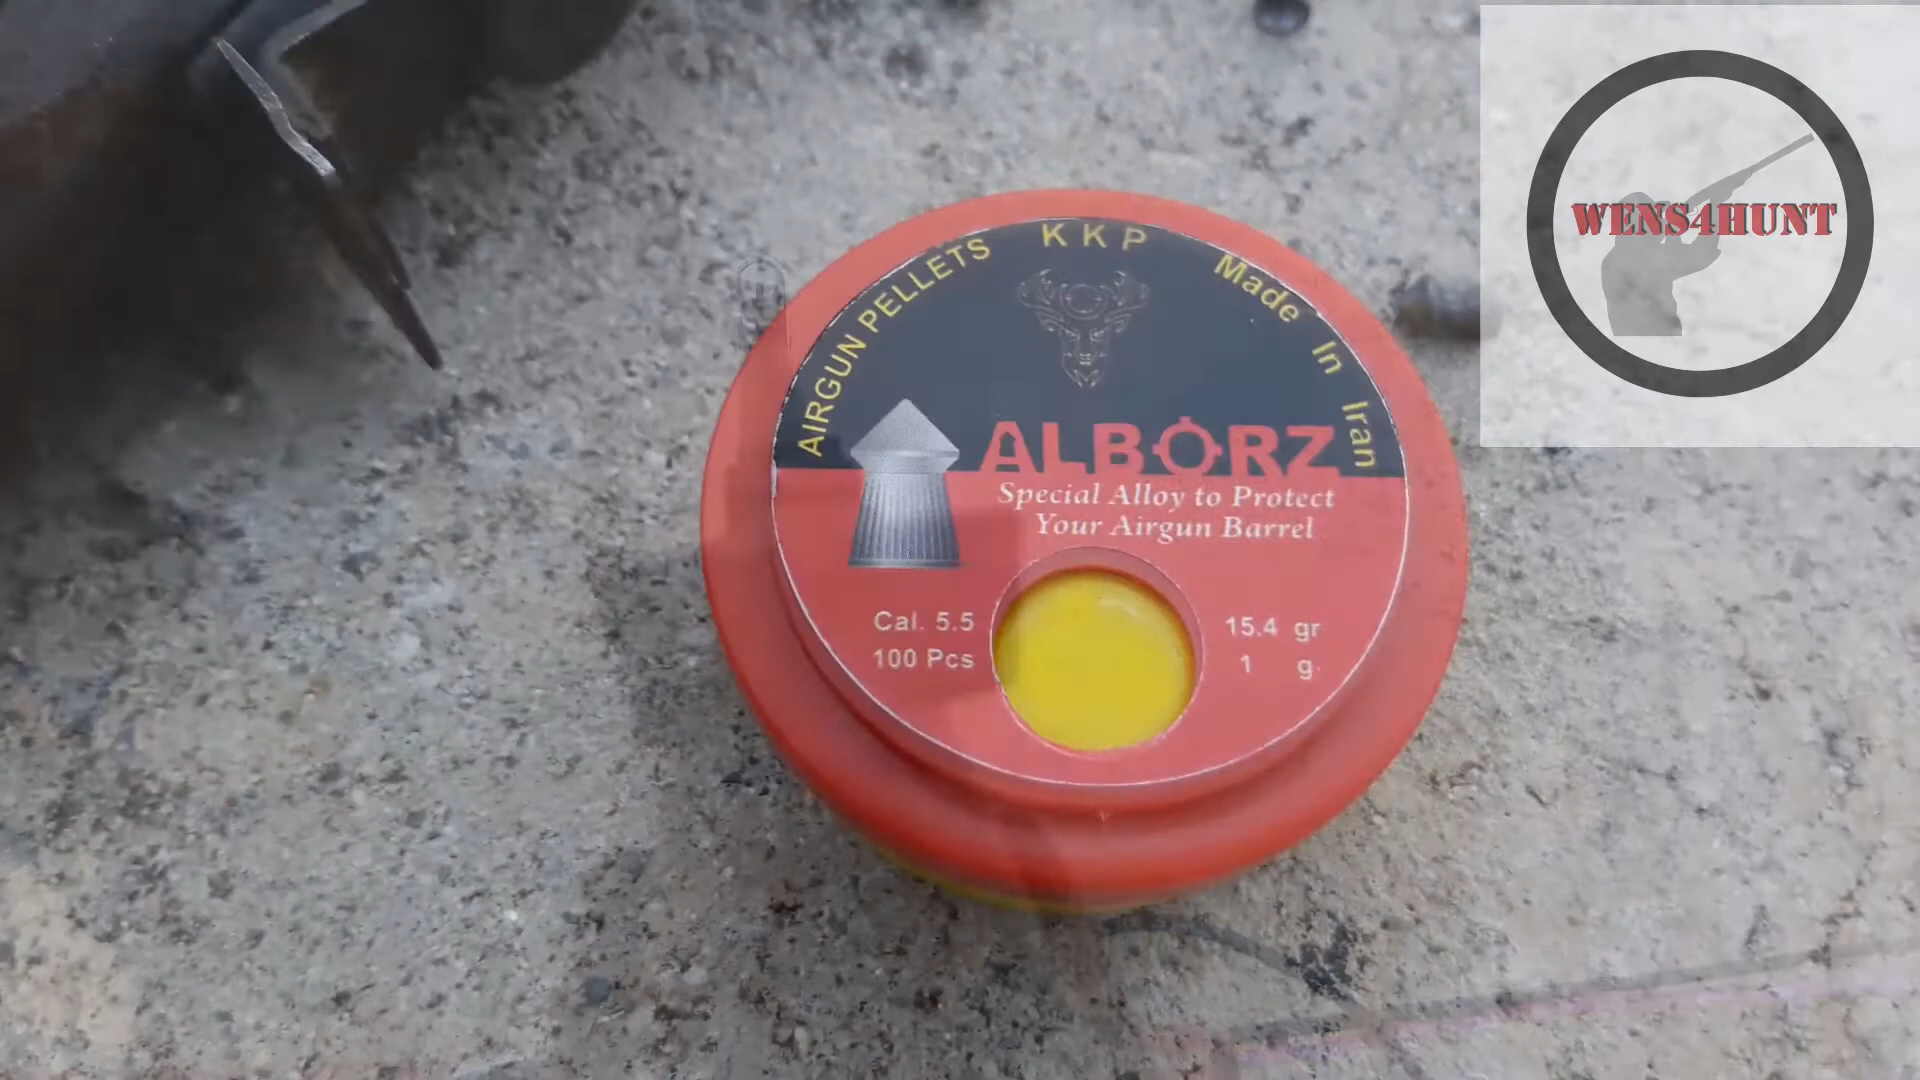 WENS4HUNT
AIRGUN PELLETS KKP Made In Iran
ALBORZ
Special Alloy to Protect
Your Airgun Barrel
Cal. 5.5
100 Pcs
15.4 gr
1 g